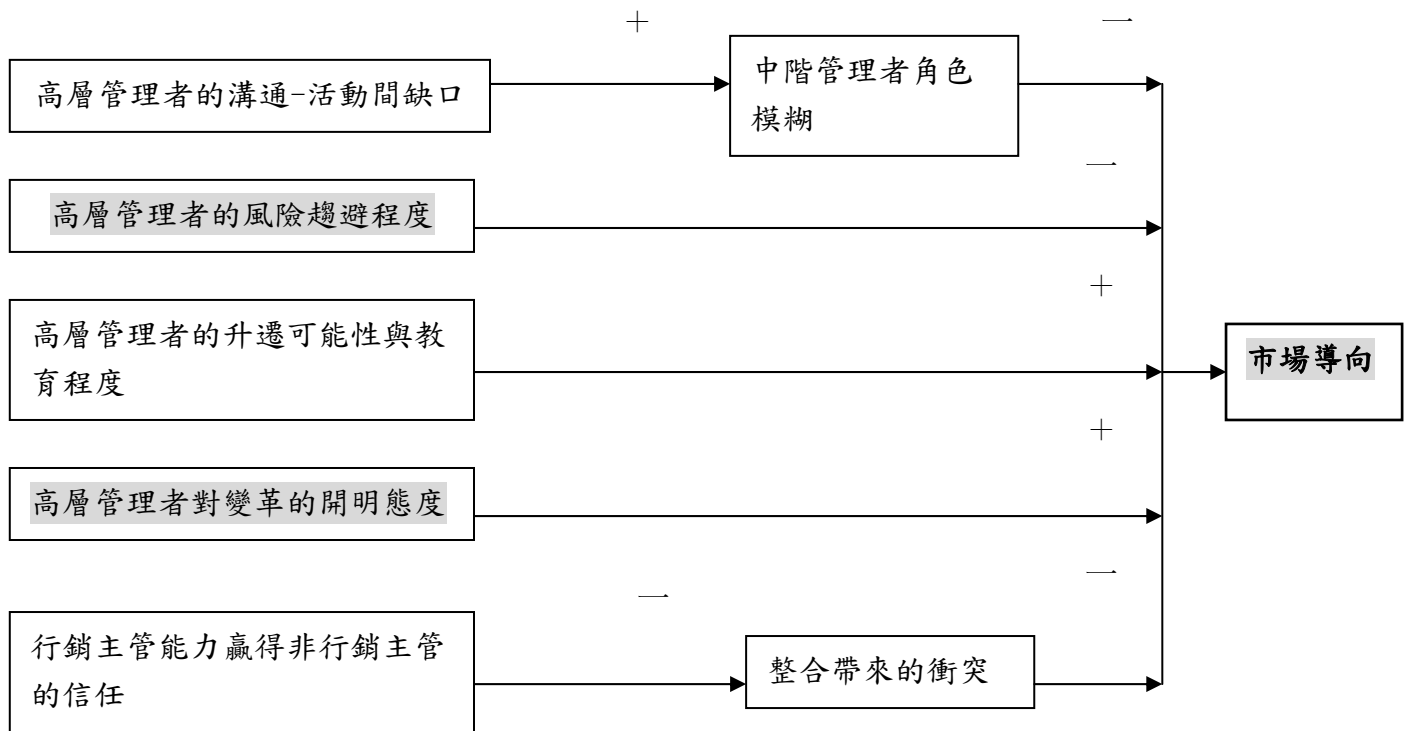 ＋
－
高層管理者的溝通-活動間缺口
中階管理者角色
模糊
－
高層管理者的風險趨避程度
＋
高層管理者的升遷可能性與教
育程度
市場導向
＋
高層管理者對變革的開明態度
－
－
行銷主管能力贏得非行銷主管
的信任
整合帶來的衝突